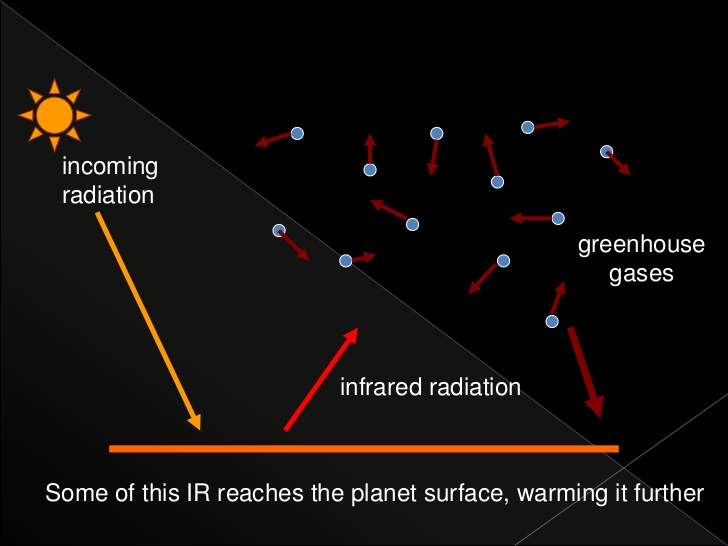 incoming
radiation
greenhouse
gases
infrared radiation
Some of this IR reaches the planet surface, warming it further